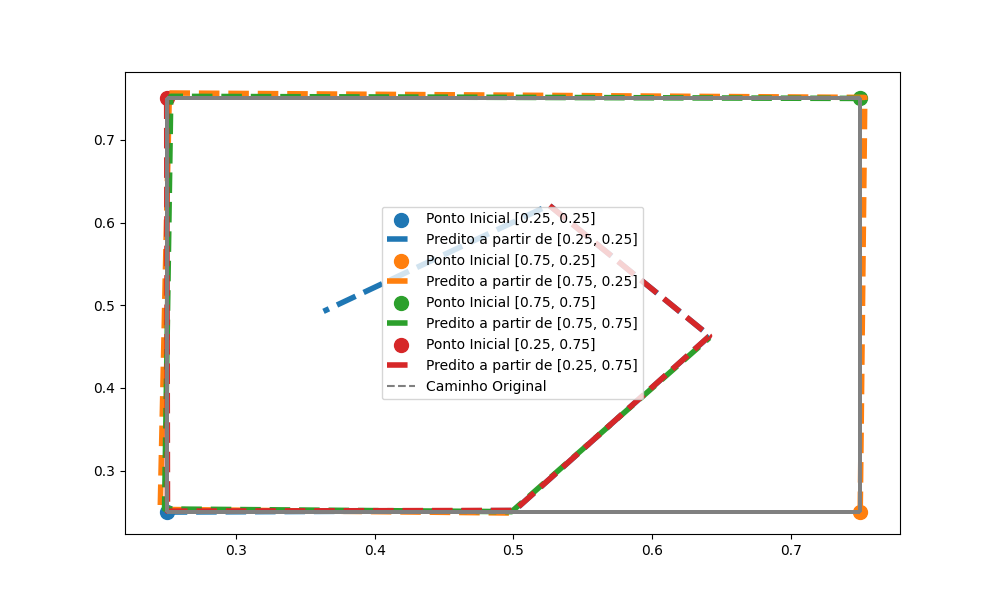 0.7
0.6
0.5
0.4
0.3
Ponto Inicial [0.25, 0.25]
Predito a partir de [0.25, 0.25]
Ponto Inicial [0.75, 0.25]
Predito a partir de [0.75, 0.25]
Ponto Inicial [0.75, 0.75]
Predito a partir de [0.75, 0.75]
Ponto Inicial [0.25, 0.75]
Predito a partir de [0.25, 0.75]
Caminho Original
0.3 0.4 0.5 0.6 0.7